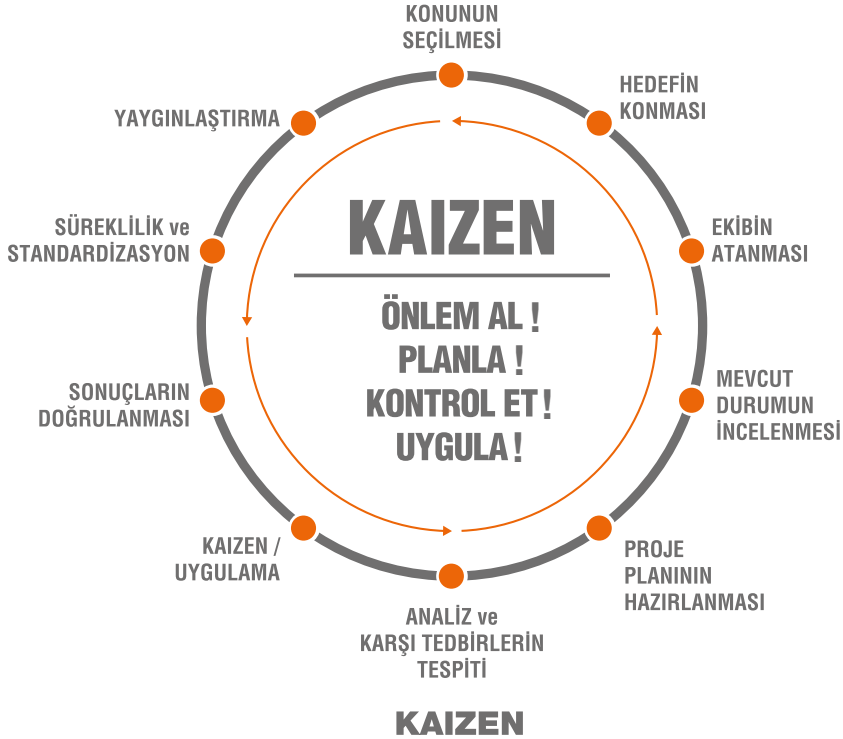 KONUNUN
SEÇİLMESİ
HEDEFİN
KONMASI
EKİBİN
ATANMASI
MEVCUT
DURUMUN
İNCELENMESİ
PROJE
PLANININ
HAZIRLANMASI
ANALİZ ve
KARŞI TEDBİRLERİN
TESPİTİ
KAIZEN /
UYGULAMA
SONUÇLARIN
DOĞRULANMASI
SÜREKLİLİK ve
STANDARDİZASYON
YAYGINLAŞTIRMA
KAIZEN
ÖNLEM AL !
PLANLA !
KONTROL ET !
UYGULA !
KAIZEN